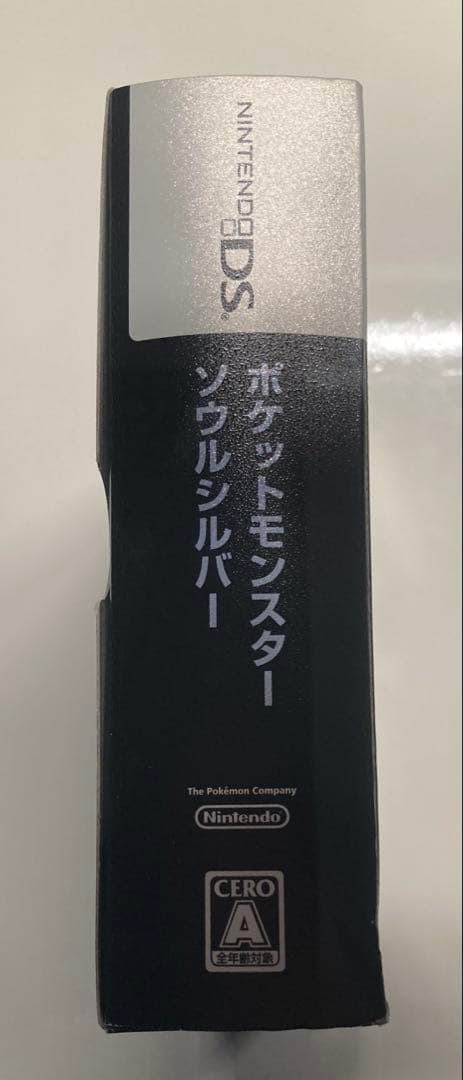 NINTENDO DS®
ポケットモンスター
ソウルシルバー
The Pokémon Company
Nintendo®
CERO
A
全年齢対象